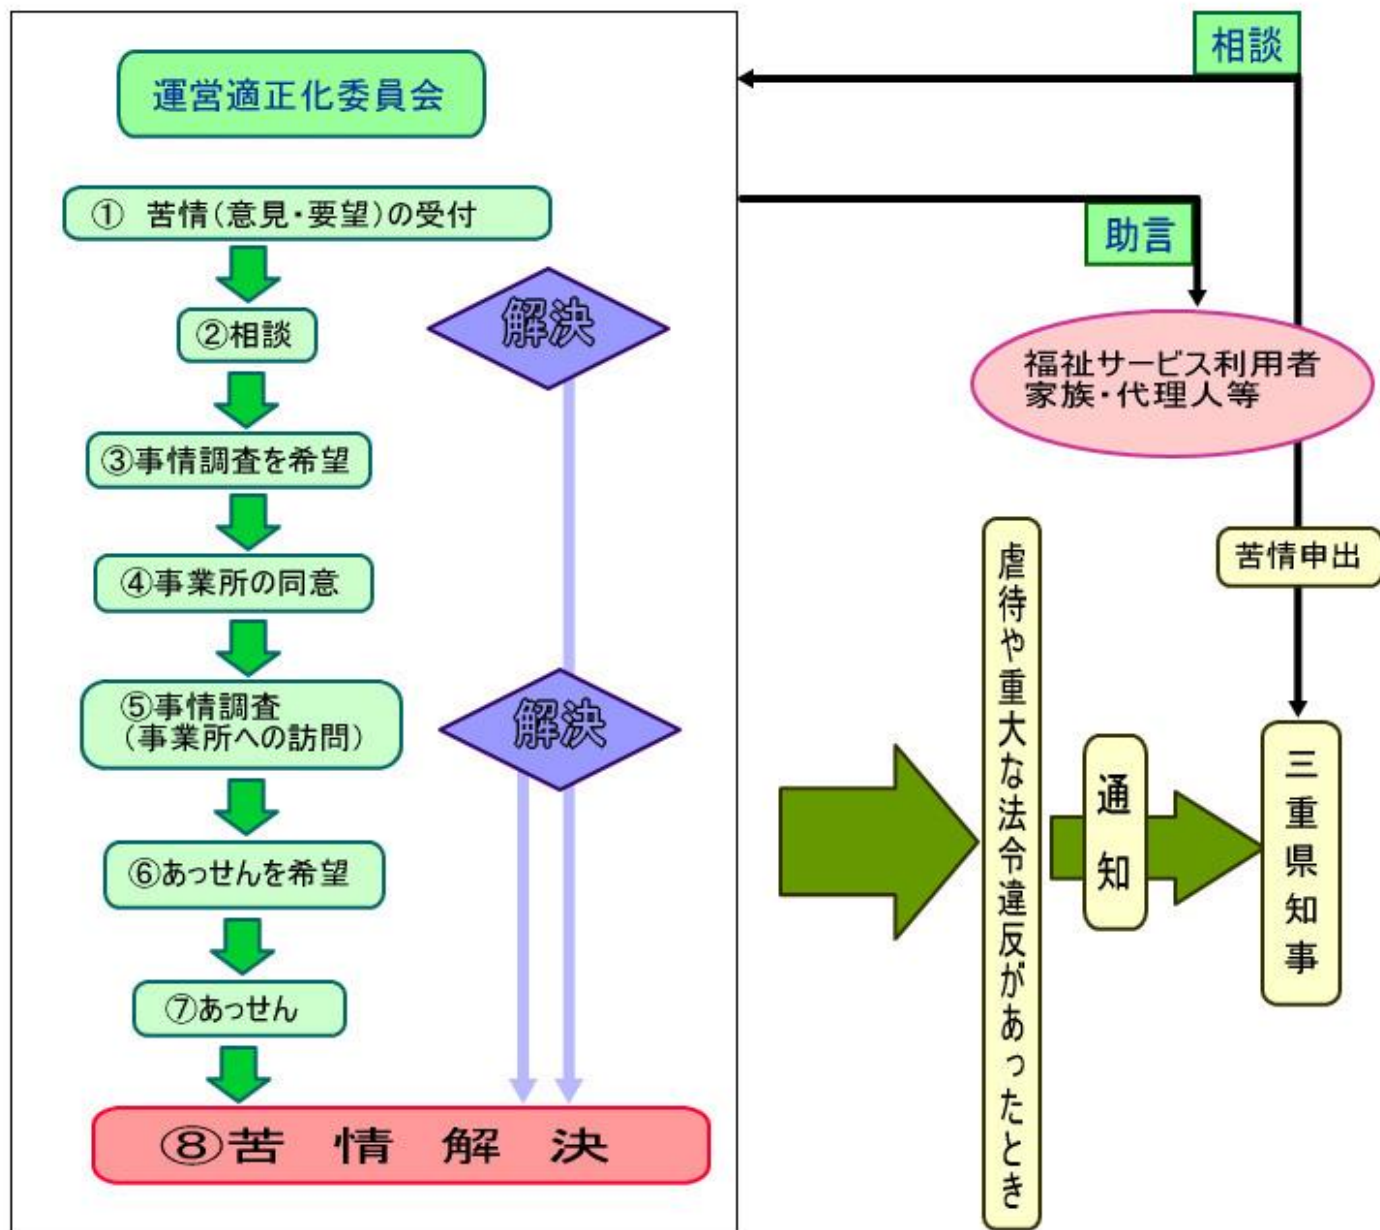 運営適正化委員会
① 苦情(意見・要望)の受付
②相談
③事情調査を希望
④事業所の同意
⑤事情調査
(事業所への訪問)
⑥あっせんを希望
⑦あっせん
⑧苦情解決
解決
解決
相談
助言
福祉サービス利用者
家族・代理人等
苦情申出
虐待や重大な法令違反があったとき
通知
三重県知事